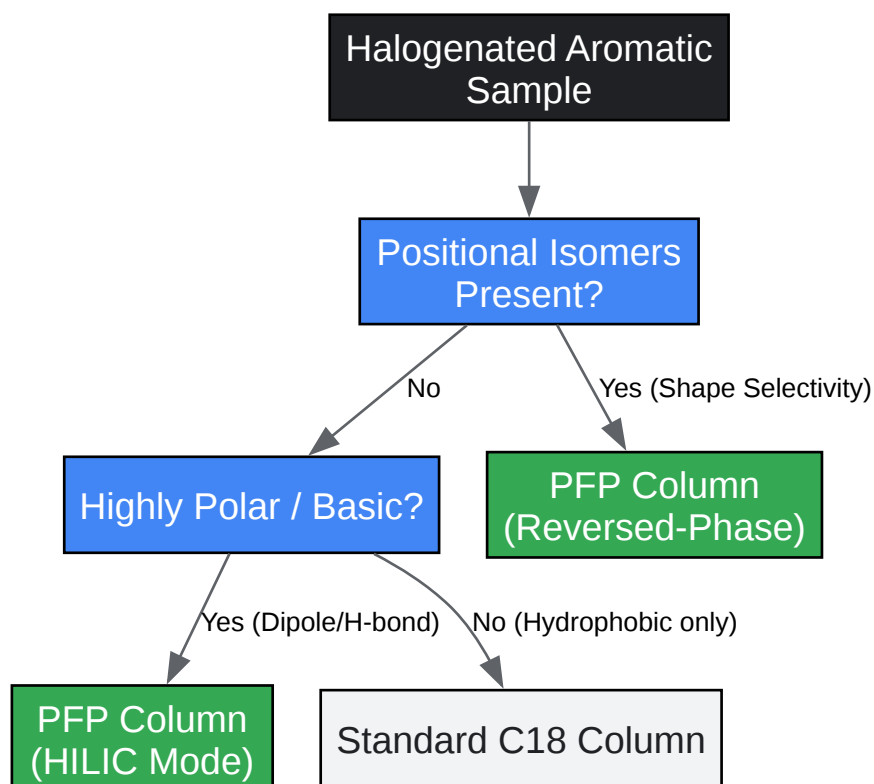 Halogenated Aromatic
Sample
Positional Isomers
Present?
No
Yes (Shape Selectivity)
Highly Polar / Basic?
PFP Column
(Reversed-Phase)
Yes (Dipole/H-bond)
No (Hydrophobic only)
PFP Column
(HILIC Mode)
Standard C18 Column